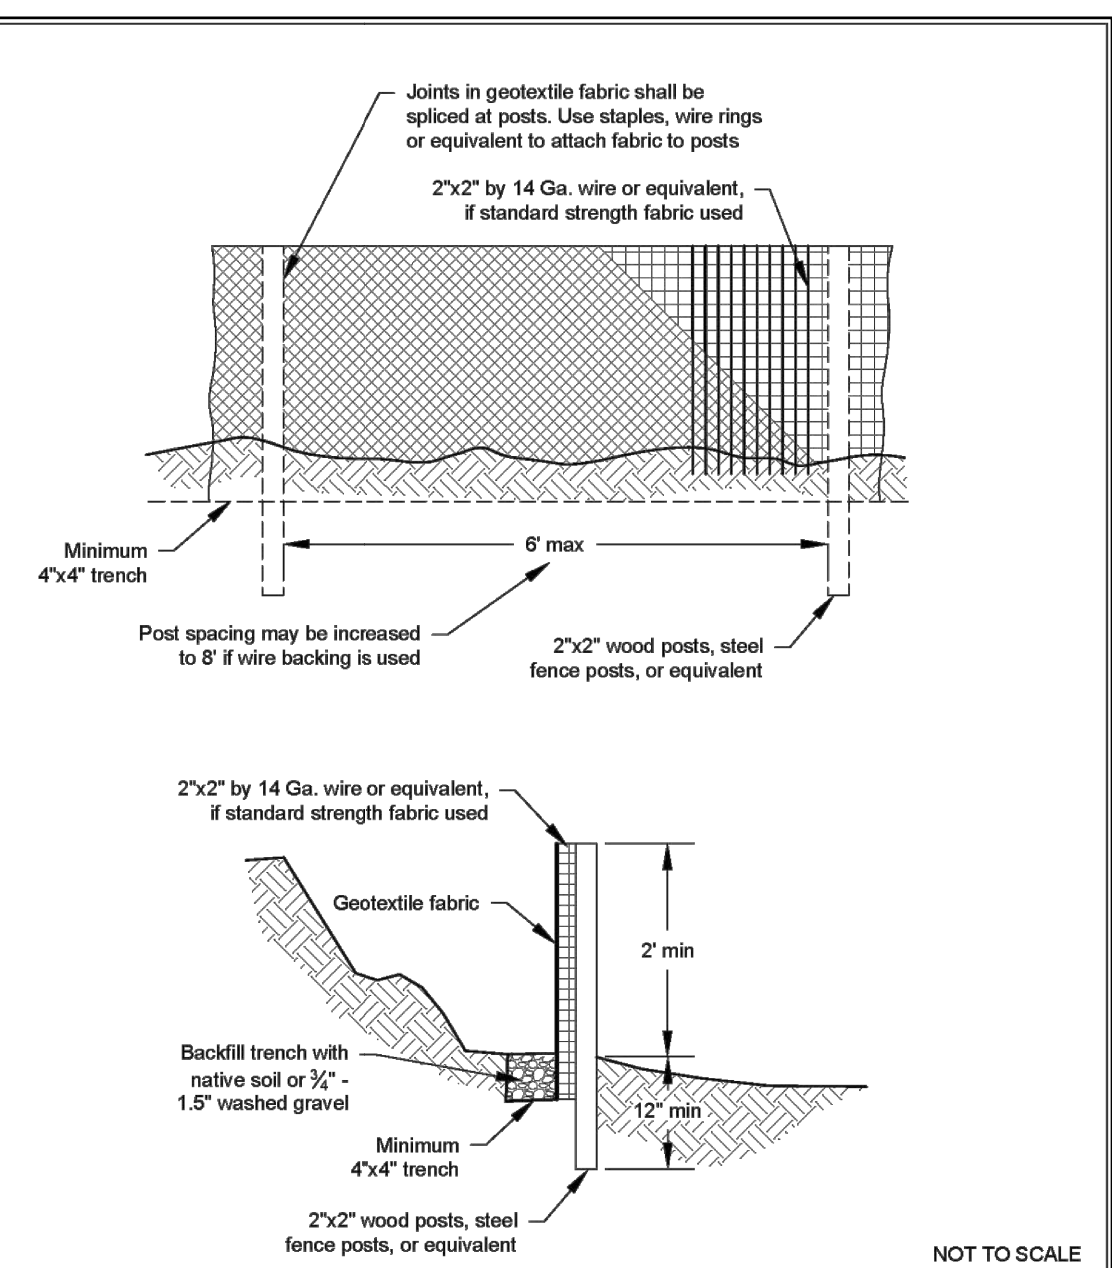 Joints in geotextile fabric shall be
spliced at posts. Use staples, wire rings
or equivalent to attach fabric to posts
2"x2" by 14 Ga. wire or equivalent,
if standard strength fabric used
Minimum
4"x4" trench
6' max
Post spacing may be increased
to 8' if wire backing is used
2"x2" wood posts, steel
fence posts, or equivalent
2"x2" by 14 Ga. wire or equivalent,
if standard strength fabric used
Geotextile fabric
2' min
Backfill trench with
native soil or ¾" -
1.5" washed gravel
12" min
Minimum
4"x4" trench
2"x2" wood posts, steel
fence posts, or equivalent
NOT TO SCALE